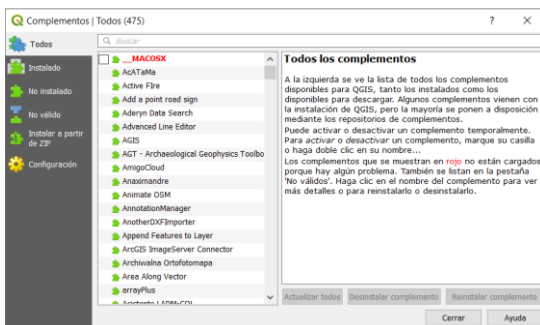 Complementos | Todos (475)
?
Todos
Instalado
No instalado
No válido
Instalar a partir
de ZIP
Configuración
Buscar
__MACOSX
AcATaMa
Active FIre
Add a point road sign
Aderyn Data Search
Advanced Line Editor
AGIS
AGT - Archaeological Geophysics Toolbo
AmigoCloud
Anaximandre
Animate OSM
AnnotationManager
AnotherDXFImporter
Append Features to Layer
ArcGIS ImageServer Connector
Archiwalna Ortofotomapa
Area Along Vector
arrayPlus
Asistente LADM-COL
Todos los complementos
A la izquierda se ve la lista de todos los complementos
disponibles para QGIS, tanto los instalados como los
disponibles para descargar. Algunos complementos vienen con
la instalación de QGIS, pero la mayoría se ponen a disposición
mediante los repositorios de complementos.
Puede activar o desactivar un complemento temporalmente.
Para activar o desactivar un complemento, marque su casilla
o haga doble clic en su nombre...
Los complementos que se muestran en rojo no están cargados
porque hay algún problema. También se listan en la pestaña
'No válidos'. Haga clic en el nombre del complemento para ver
más detalles o para reinstalarlo o desinstalarlo.
Actualizar todos
Desinstalar complemento
Reinstalar complemento
Cerrar
Ayuda